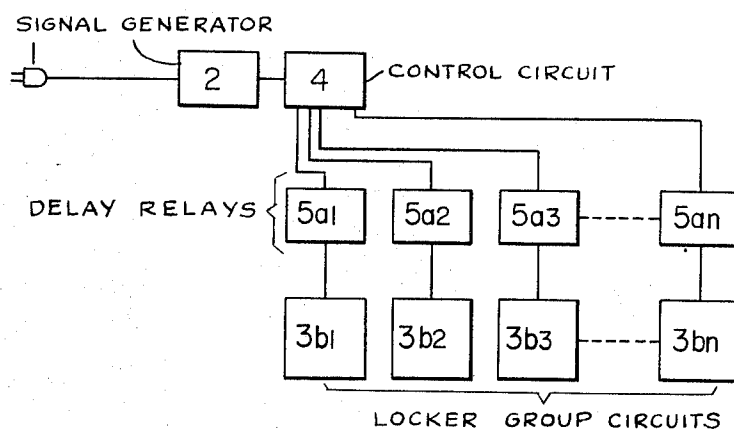 SIGNAL GENERATOR
2
4
CONTROL CIRCUIT
DELAY RELAYS
5a1
5a2
5a3
5an
3b1
3b2
3b3
3bn
LOCKER GROUP CIRCUITS